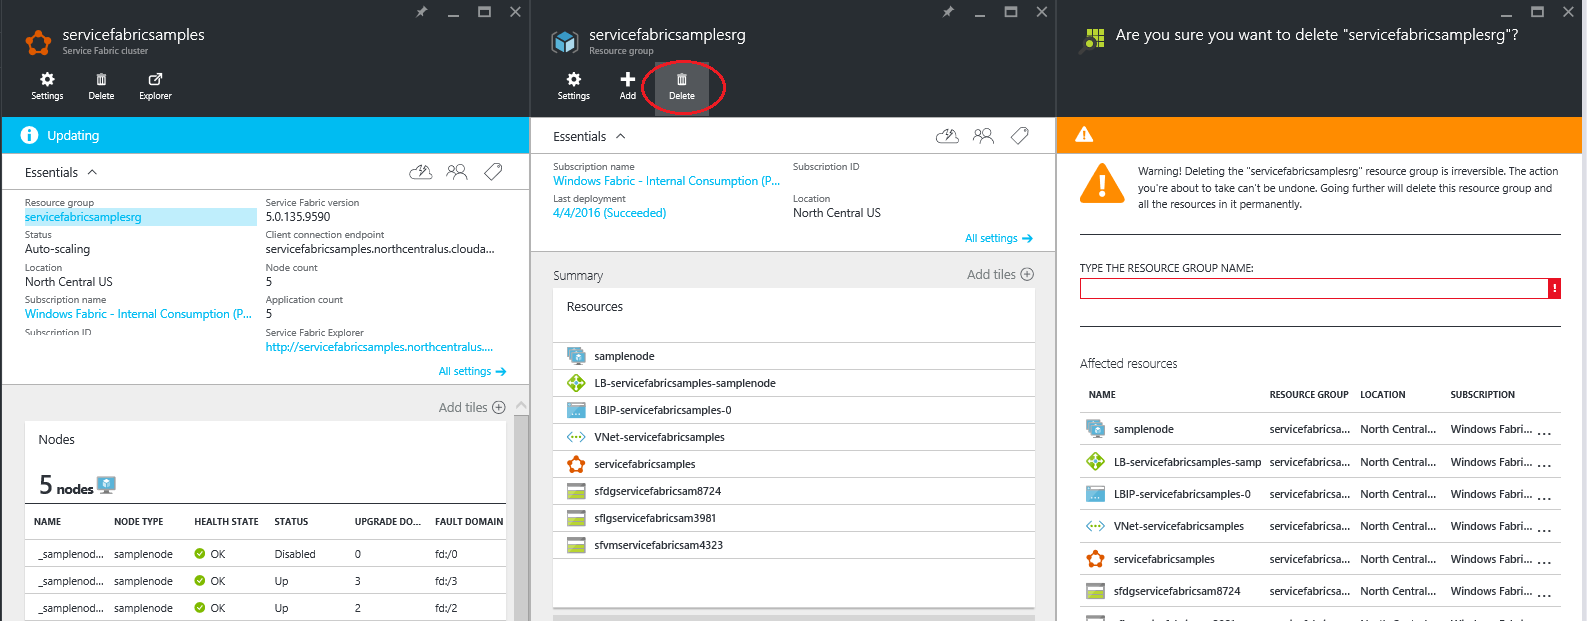 servicefabricsamples
Service Fabric cluster
Settings
Delete
Explorer
Updating
Essentials
Resource group
servicefabricsamplesrg
Status
Auto-scaling
Location
North Central US
Subscription name
Windows Fabric - Internal Consumption (P...
Subscription ID
Service Fabric version
5.0.135.9590
Client connection endpoint
servicefabricsamples.northcentralus.clouda...
Node count
5
Application count
5
Service Fabric Explorer
http://servicefabricsamples.northcentralus....
All settings
Add tiles
Nodes
5 nodes
NAME NODE TYPE HEALTH STATE STATUS UPGRADE DO... FAULT DOMAIN
_samplenod... samplenode OK Disabled 0 fd:/0
_samplenod... samplenode OK Up 3 fd:/3
_samplenod... samplenode OK Up 2 fd:/2
servicefabricsamplesrg
Resource group
Settings
Add
Delete
Essentials
Subscription name
Windows Fabric - Internal Consumption (P...
Last deployment
4/4/2016 (Succeeded)
Subscription ID
Location
North Central US
All settings
Summary
Add tiles
Resources
samplenode
LB-servicefabricsamples-samplenode
LBIP-servicefabricsamples-0
VNet-servicefabricsamples
servicefabricsamples
sfdgservicefabricsam8724
sflgservicefabricsam3981
sfvmservicefabricsam4323
Are you sure you want to delete "servicefabricsamplesrg"?
Warning! Deleting the "servicefabricsamplesrg" resource group is irreversible. The action
you're about to take can't be undone. Going further will delete this resource group and
all the resources in it permanently.
TYPE THE RESOURCE GROUP NAME:
Affected resources
NAME RESOURCE GROUP LOCATION SUBSCRIPTION
samplenode servicefabricsa... North Central... Windows Fabri... ...
LB-servicefabricsamples-samp servicefabricsa... North Central... Windows Fabri... ...
LBIP-servicefabricsamples-0 servicefabricsa... North Central... Windows Fabri... ...
VNet-servicefabricsamples servicefabricsa... North Central... Windows Fabri... ...
servicefabricsamples servicefabricsa... North Central... Windows Fabri... ...
sfdgservicefabricsam8724 servicefabricsa... North Central... Windows Fabri... ...